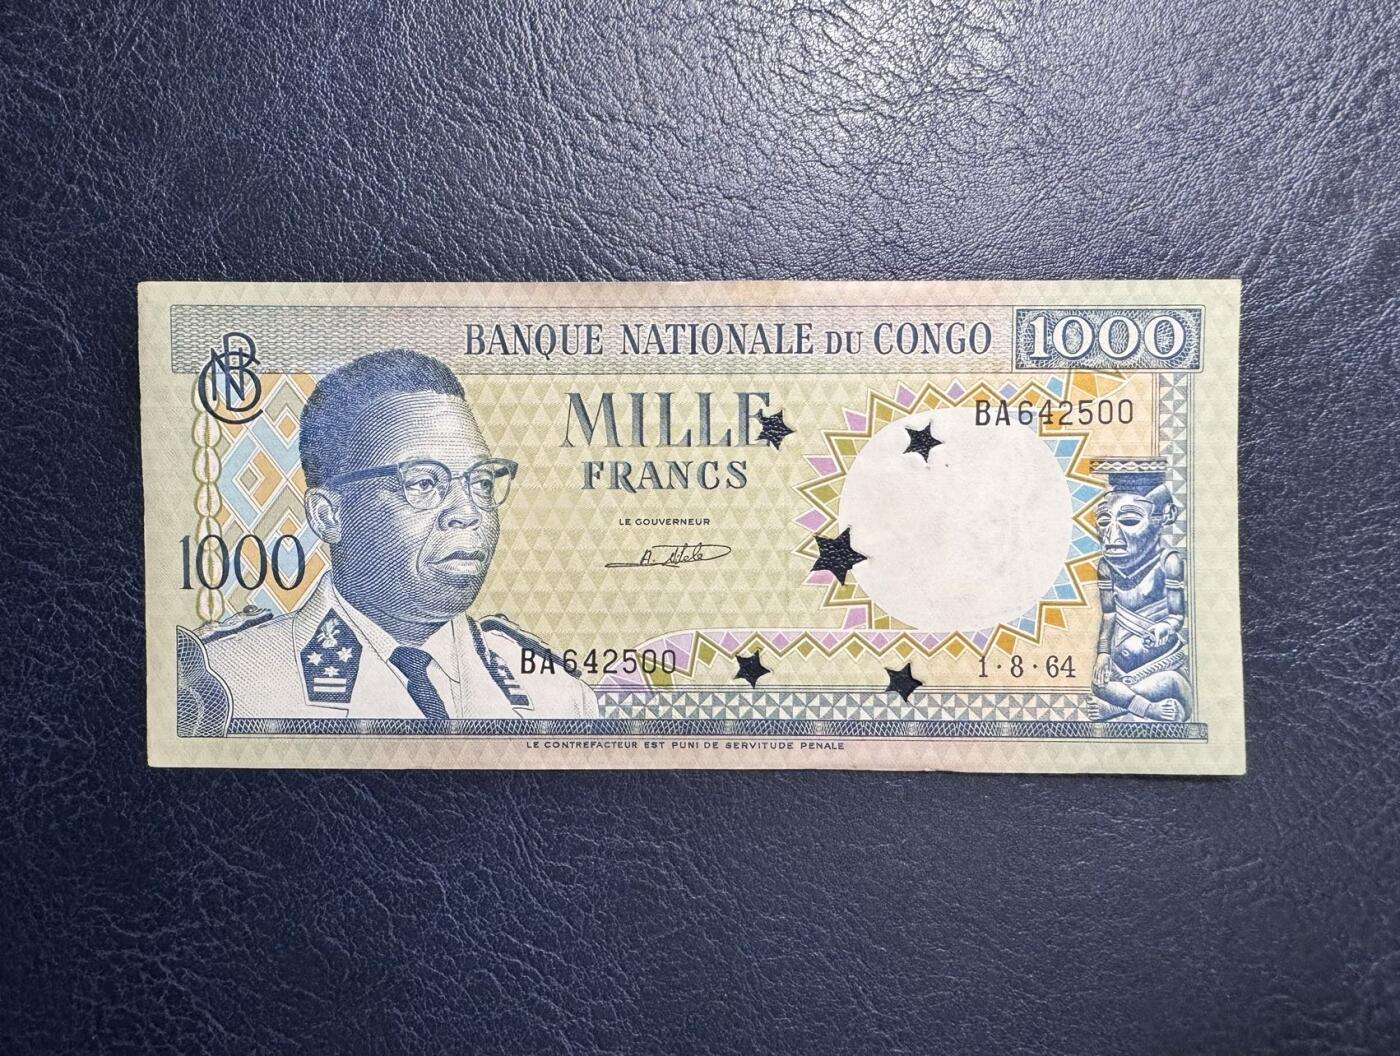 BANQUE NATIONALE DU CONGO 1000
BNC
MILLE
FRANCS
BA642500
LE GOUVERNEUR
1000
BA642500
1·8·64
LE CONTREFACTEUR EST PUNI DE SERVITUDE PENALE